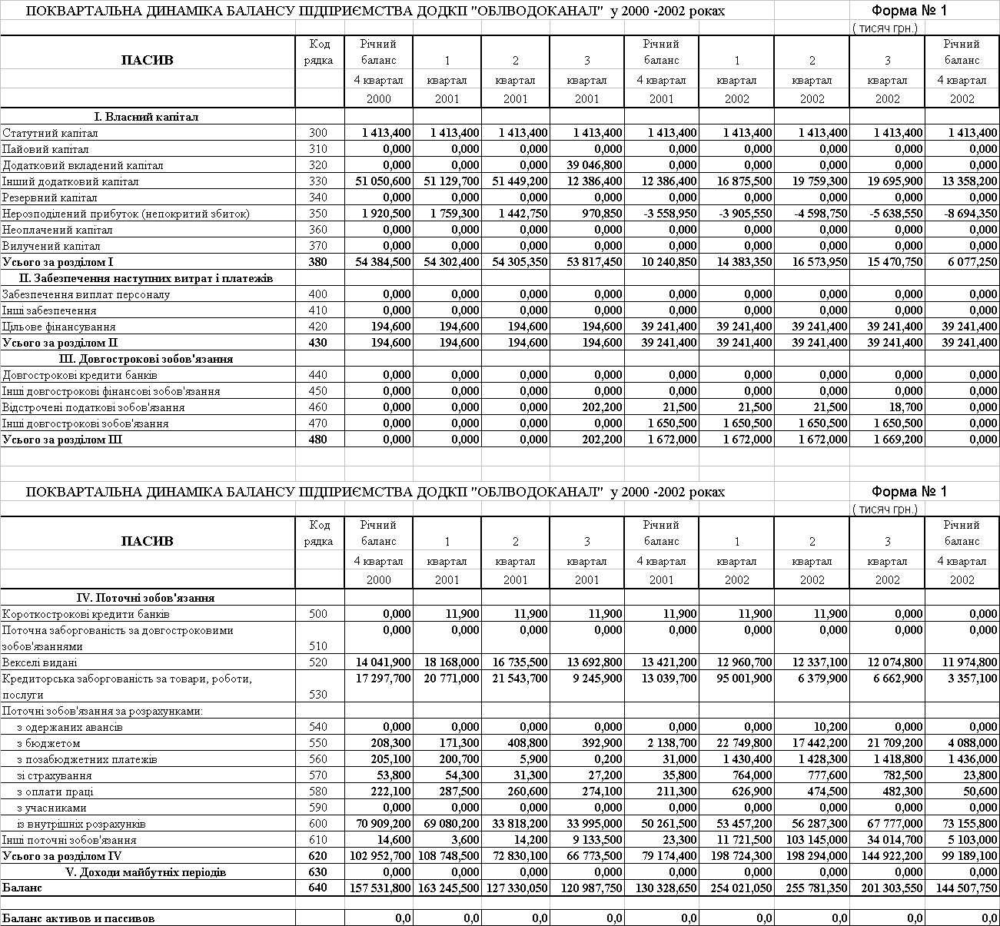 ПОКВАРТАЛЬНА ДИНАМІКА БАЛАНСУ ПІДПРИЄМСТВА ДОДКП "ОБЛВОДОКАНАЛ" у 2000 -2002 роках Форма № 1
( тисяч грн.)
Код Річний Річний Річний
ПАСИВ рядка баланс 1 2 3 баланс 1 2 3 баланс
4 квартал квартал квартал квартал 4 квартал квартал квартал квартал 4 квартал
2000 2001 2001 2001 2001 2002 2002 2002 2002
I. Власний капітал
Статутний капітал 300 1 413,400 1 413,400 1 413,400 1 413,400 1 413,400 1 413,400 1 413,400 1 413,400 1 413,400
Пайовий капітал 310 0,000 0,000 0,000 0,000 0,000 0,000 0,000 0,000 0,000
Додатковий вкладений капітал 320 0,000 0,000 0,000 39 046,800 0,000 0,000 0,000 0,000 0,000
Інший додатковий капітал 330 51 050,600 51 129,700 51 449,200 12 386,400 12 386,400 16 875,500 19 759,300 19 695,900 13 358,200
Резервний капітал 340 0,000 0,000 0,000 0,000 0,000 0,000 0,000 0,000 0,000
Нерозподілений прибуток (непокритий збиток) 350 1 920,500 1 759,300 1 442,750 970,850 -3 558,950 -3 905,550 -4 598,750 -5 638,550 -8 694,350
Неоплачений капітал 360 0,000 0,000 0,000 0,000 0,000 0,000 0,000 0,000 0,000
Вилучений капітал 370 0,000 0,000 0,000 0,000 0,000 0,000 0,000 0,000 0,000
Усього за розділом I 380 54 384,500 54 302,400 54 305,350 53 817,450 10 240,850 14 383,350 16 573,950 15 470,750 6 077,250
II. Забезпечення наступних витрат і платежів
Забезпечення виплат персоналу 400 0,000 0,000 0,000 0,000 0,000 0,000 0,000 0,000 0,000
Інші забезпечення 410 0,000 0,000 0,000 0,000 0,000 0,000 0,000 0,000 0,000
Цільове фінансування 420 194,600 194,600 194,600 194,600 39 241,400 39 241,400 39 241,400 39 241,400 39 241,400
Усього за розділом II 430 194,600 194,600 194,600 194,600 39 241,400 39 241,400 39 241,400 39 241,400 39 241,400
III. Довгострокові зобов'язання
Довгострокові кредити банків 440 0,000 0,000 0,000 0,000 0,000 0,000 0,000 0,000 0,000
Інші довгострокові фінансові зобов'язання 450 0,000 0,000 0,000 0,000 0,000 0,000 0,000 0,000 0,000
Відстрочені податкові зобов'язання 460 0,000 0,000 0,000 202,200 21,500 21,500 21,500 18,700 0,000
Інші довгострокові зобов'язання 470 0,000 0,000 0,000 0,000 1 650,500 1 650,500 1 650,500 1 650,500 0,000
Усього за розділом III 480 0,000 0,000 0,000 202,200 1 672,000 1 672,000 1 672,000 1 669,200 0,000
ПОКВАРТАЛЬНА ДИНАМІКА БАЛАНСУ ПІДПРИЄМСТВА ДОДКП "ОБЛВОДОКАНАЛ" у 2000 -2002 роках Форма № 1
( тисяч грн.)
Код Річний Річний Річний
ПАСИВ рядка баланс 1 2 3 баланс 1 2 3 баланс
4 квартал квартал квартал квартал 4 квартал квартал квартал квартал 4 квартал
2000 2001 2001 2001 2001 2002 2002 2002 2002
IV. Поточні зобов'язання
Короткострокові кредити банків 500 0,000 11,900 11,900 11,900 11,900 11,900 11,900 0,000 0,000
Поточна заборгованість за довгостроковими 0,000 0,000 0,000 0,000 0,000 0,000 0,000 0,000 0,000
зобов'язаннями 510
Векселі видані 520 14 041,900 18 168,000 16 735,500 13 692,800 13 421,200 12 960,700 12 337,100 12 074,800 11 974,800
Кредиторська заборгованість за товари, роботи, 17 297,700 20 771,000 21 543,700 9 245,900 13 039,700 95 001,900 6 379,900 6 662,900 3 357,100
послуги 530
Поточні зобов'язання за розрахунками:
з одержаних авансів 540 0,000 0,000 0,000 0,000 0,000 0,000 10,200 0,000 0,000
з бюджетом 550 208,300 171,300 408,800 392,900 2 138,700 22 749,800 17 442,200 21 709,200 4 088,000
з позабюджетних платежів 560 205,100 200,700 5,900 0,200 31,000 1 430,400 1 428,300 1 418,800 1 436,000
зі страхування 570 53,800 54,300 31,300 27,200 35,800 764,000 777,600 782,500 23,800
з оплати праці 580 222,100 287,500 260,600 274,100 211,300 626,900 474,500 482,300 50,600
з учасниками 590 0,000 0,000 0,000 0,000 0,000 0,000 0,000 0,000 0,000
із внутрішніх розрахунків 600 70 909,200 69 080,200 33 818,200 33 995,000 50 261,500 53 457,200 56 287,300 67 777,000 73 155,800
Інші поточні зобов'язання 610 14,600 3,600 14,200 9 133,500 23,300 11 721,500 103 145,000 34 014,700 5 103,000
Усього за розділом IV 620 102 952,700 108 748,500 72 830,100 66 773,500 79 174,400 198 724,300 198 294,000 144 922,200 99 189,100
V. Доходи майбутніх періодів 630 0,000 0,000 0,000 0,000 0,000 0,000 0,000 0,000 0,000
Баланс 640 157 531,800 163 245,500 127 330,050 120 987,750 130 328,650 254 021,050 255 781,350 201 303,550 144 507,750
Баланс активов и пассивов 0,0 0,0 0,0 0,0 0,0 0,0 0,0 0,0 0,0